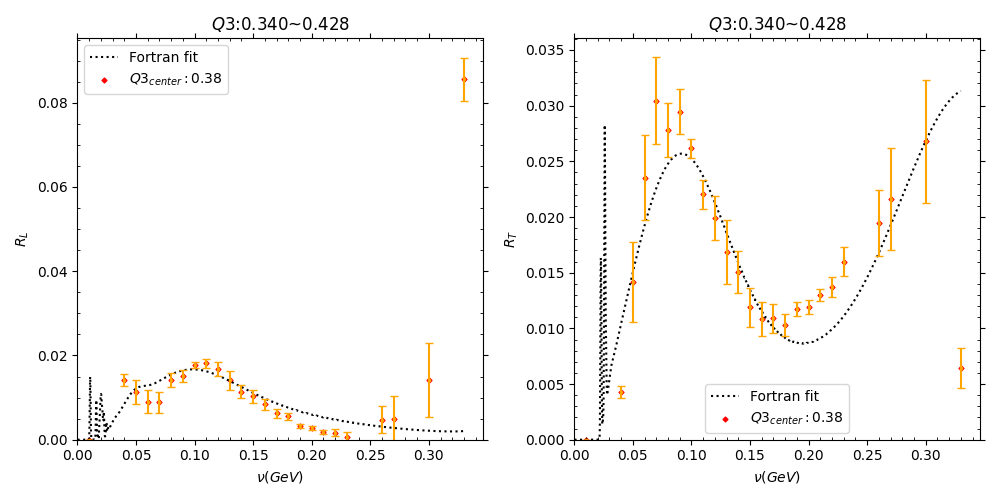 Q3:0.340~0.428
Fortran fit
Q3center : 0.38
0.08
0.06
0.04
0.02
0.00
R_L
0.00 0.05 0.10 0.15 0.20 0.25 0.30
ν(GeV)
Q3:0.340~0.428
0.035
0.030
0.025
0.020
0.015
0.010
0.005
0.000
R_T
Fortran fit
Q3center : 0.38
0.00 0.05 0.10 0.15 0.20 0.25 0.30
ν(GeV)